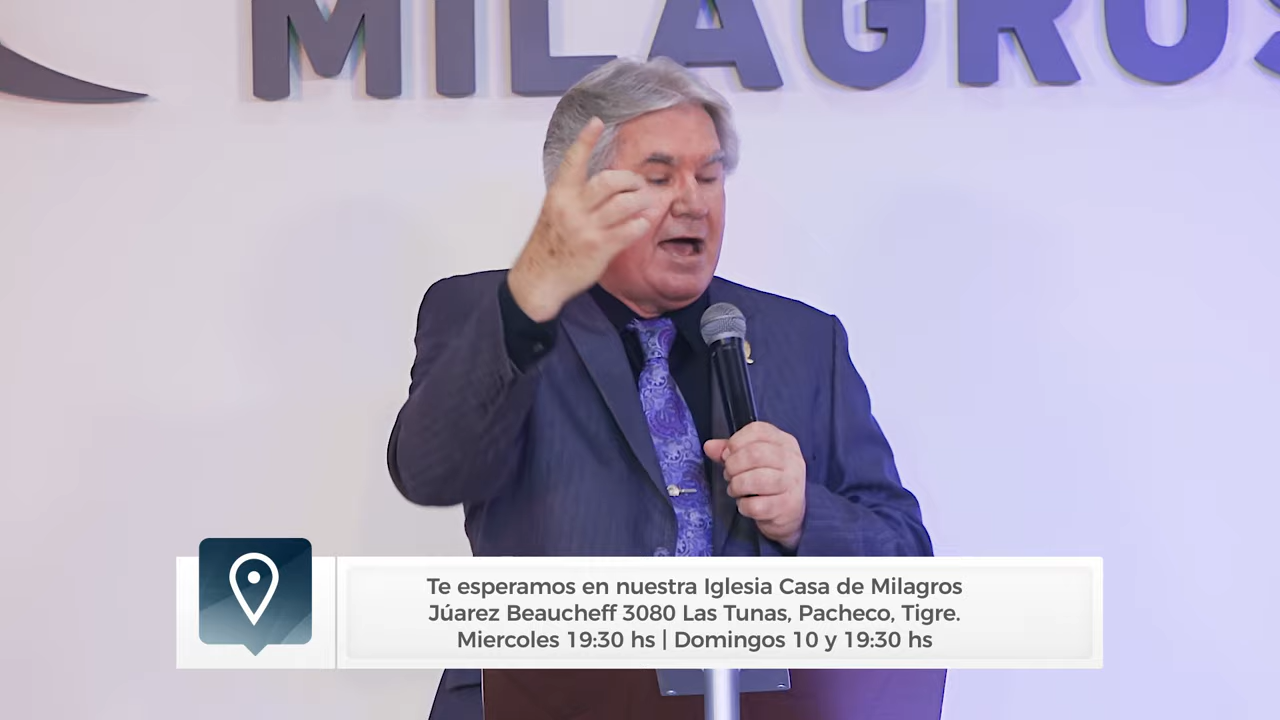 MILAGROS
Te esperamos en nuestra Iglesia Casa de Milagros
Júarez Beaucheff 3080 Las Tunas, Pacheco, Tigre.
Miercoles 19:30 hs | Domingos 10 y 19:30 hs